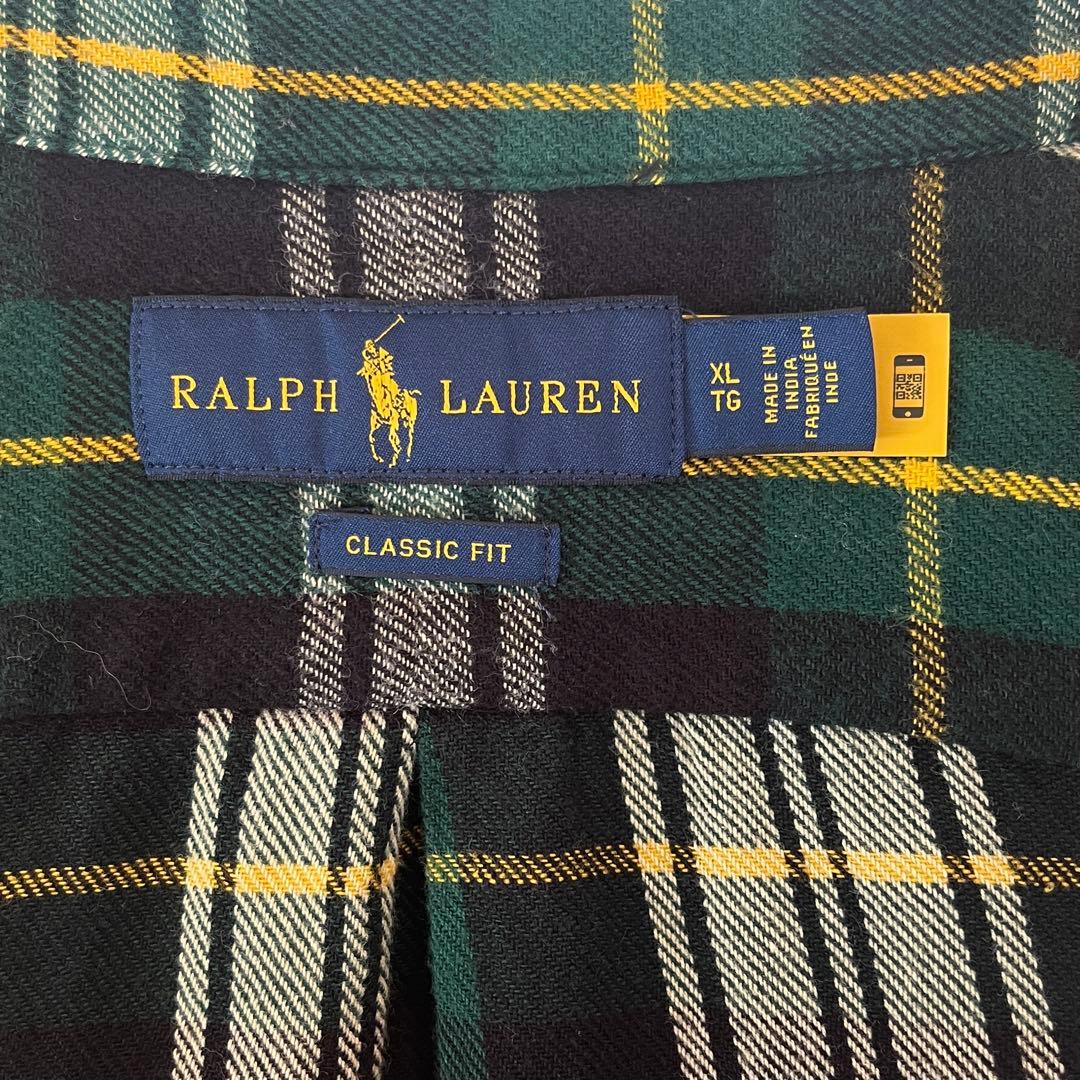 RALPH LAUREN
XL
TG
MADE IN
INDIA
FABRIQUÉ EN
INDE
CLASSIC FIT